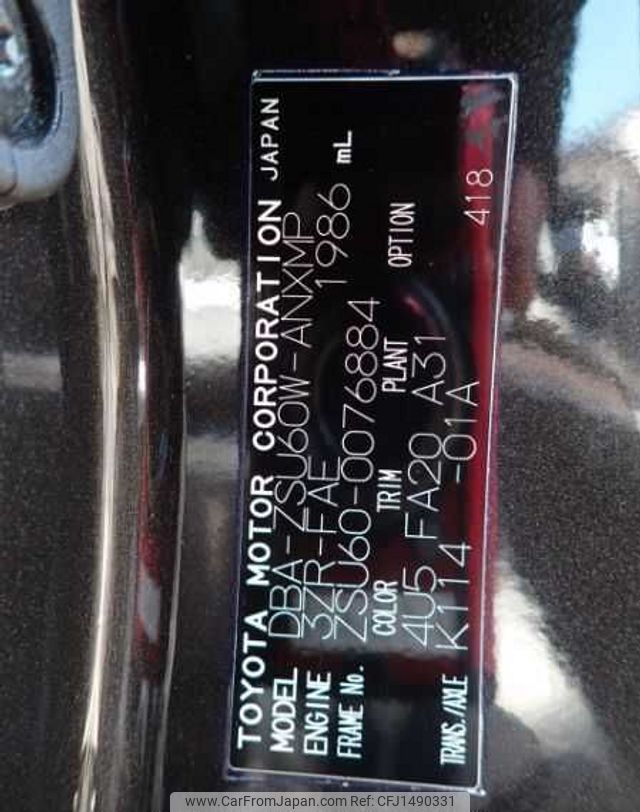 TOYOTA MOTOR CORPORATION JAPAN
MODEL DBA-ZSU60W-ANXMP
ENGINE 3ZR-FAE 1986 mL
FRAME No. ZSU60-0076884
COLOR TRIM PLANT OPTION
4U5 FA20 A31
TRANS./AXLE K114 -01A
418
www.CarFromJapan.com Ref: CFJ1490331